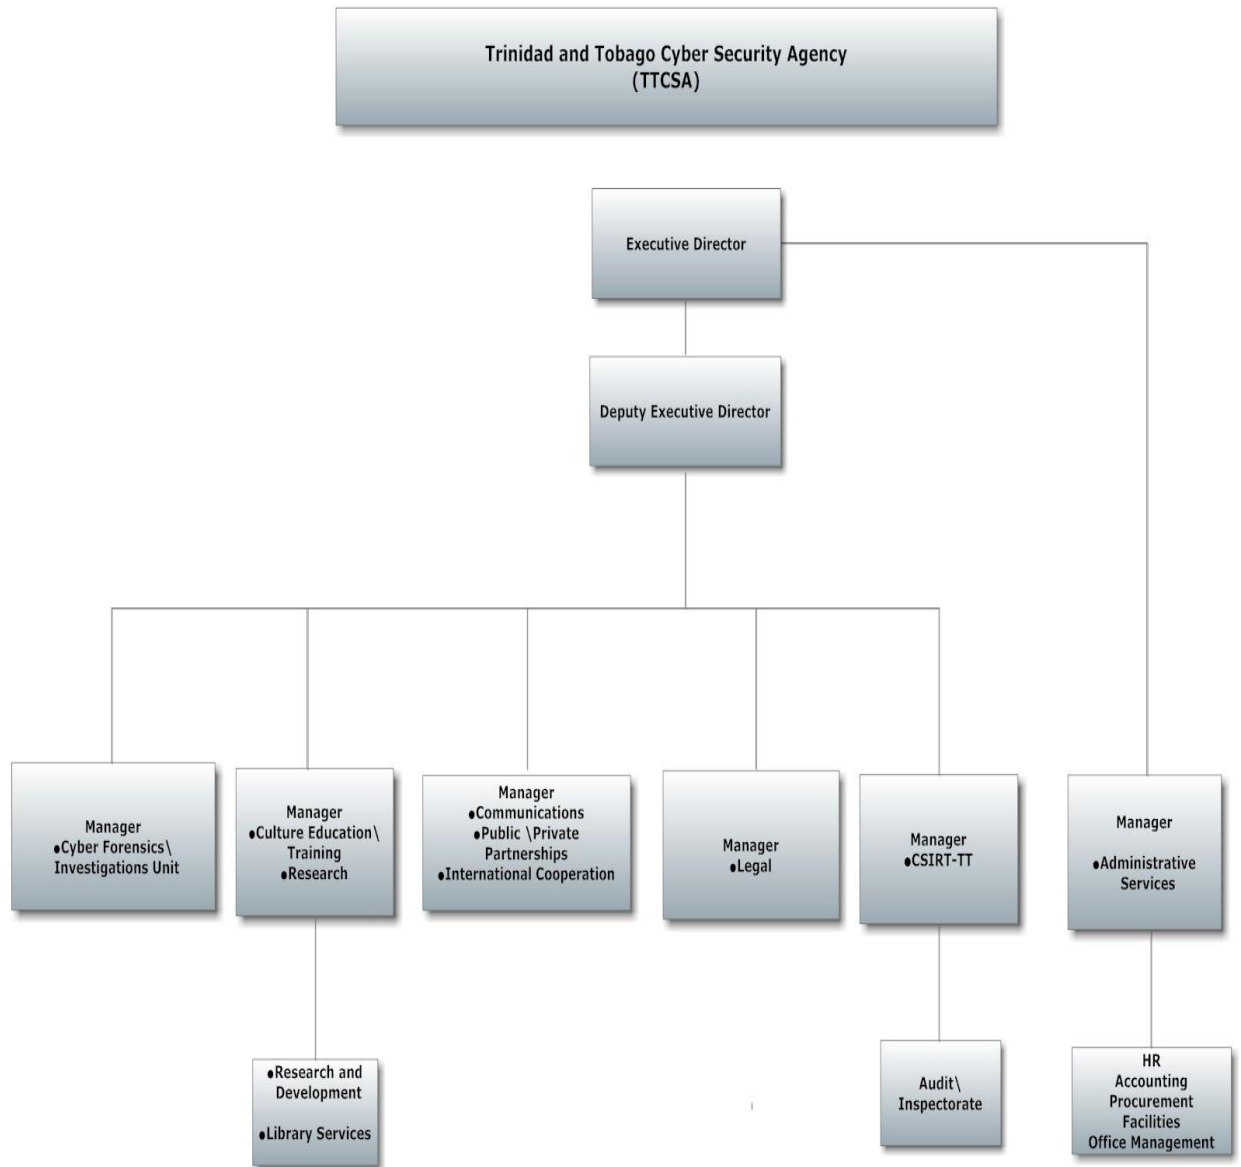 Trinidad and Tobago Cyber Security Agency
(TTCSA)
Executive Director
Deputy Executive Director
Manager
●Cyber Forensics\
Investigations Unit
Manager
●Culture Education\
Training
●Research
Manager
●Communications
●Public \Private
Partnerships
●International Cooperation
Manager
●Legal
Manager
●CSIRT-TT
Manager
●Administrative
Services
●Research and
Development
●Library Services
Audit\
Inspectorate
HR
Accounting
Procurement
Facilities
Office Management